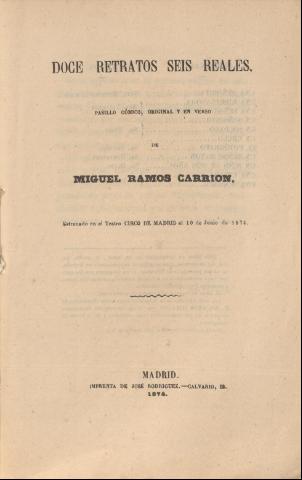 DOCE RETRATOS SEIS REALES.
PASILLO CÓMICO, ORIGINAL Y EN VERSO
DE
MIGUEL RAMOS CARRION.
Estrenado en el Teatro CIRCO DE MADRID el 10 de Junio de 1874.
MADRID.
IMPRENTA DE JOSÉ RODRIGUEZ.—CALVARIO, 18.
1874.